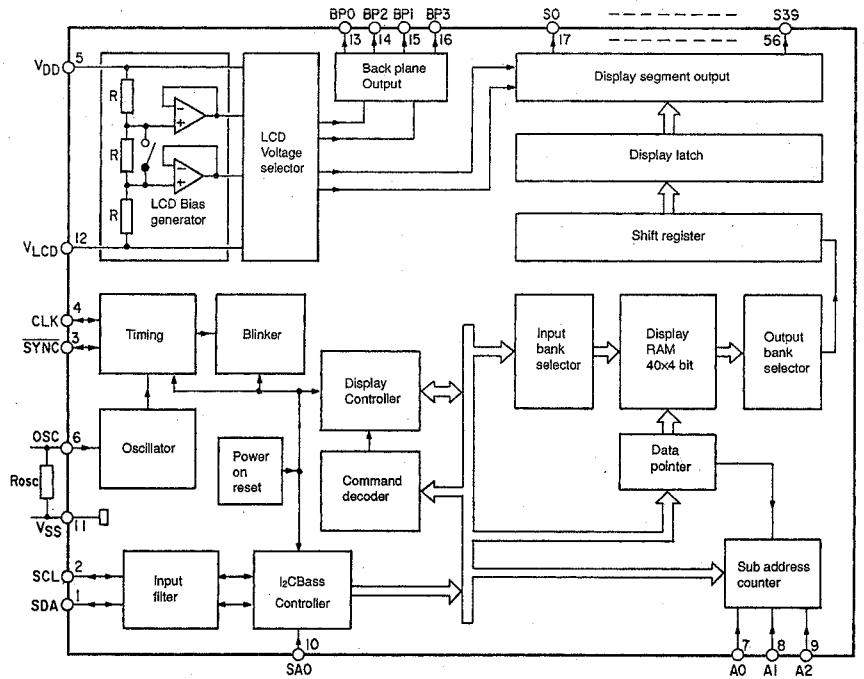 BP0 BP2 BP1 BP3 S0 S39
13 14 15 16 17 56
VDD 5
R
R
R
LCD Bias
generator
LCD
Voltage
selector
Back plane
Output
Display segment output
Display latch
Shift register
VLCD 12
CLK 4
SYNC 3
Timing
Blinker
Display
Controller
Input
bank
selector
Display
RAM
40x4 bit
Output
bank
selector
OSC 6
Oscillator
Rosc
VSS 11
Power
on
reset
Command
decoder
Data
pointer
SCL 2
SDA 1
Input
filter
I2CBass
Controller
Sub address
counter
10
SA0
7 8 9
A0 A1 A2